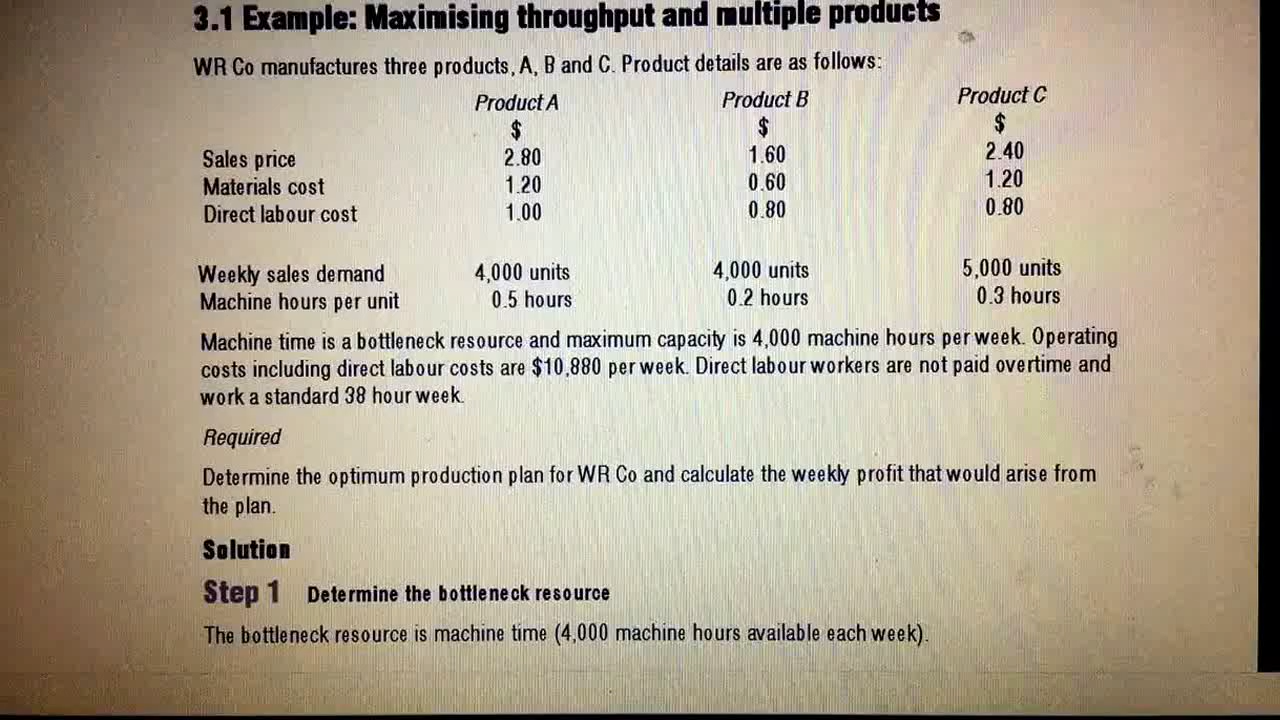 3.1 Example: Maximising throughput and multiple products
WR Co manufactures three products, A, B and C. Product details are as follows:
Product A Product B Product C
$ $ $
Sales price 2.80 1.60 2.40
Materials cost 1.20 0.60 1.20
Direct labour cost 1.00 0.80 0.80
Weekly sales demand 4,000 units 4,000 units 5,000 units
Machine hours per unit 0.5 hours 0.2 hours 0.3 hours
Machine time is a bottleneck resource and maximum capacity is 4,000 machine hours per week. Operating
costs including direct labour costs are $10,880 per week. Direct labour workers are not paid overtime and
work a standard 38 hour week.
Required
Determine the optimum production plan for WR Co and calculate the weekly profit that would arise from
the plan.
Solution
Step 1 Determine the bottleneck resource
The bottleneck resource is machine time (4,000 machine hours available each week).